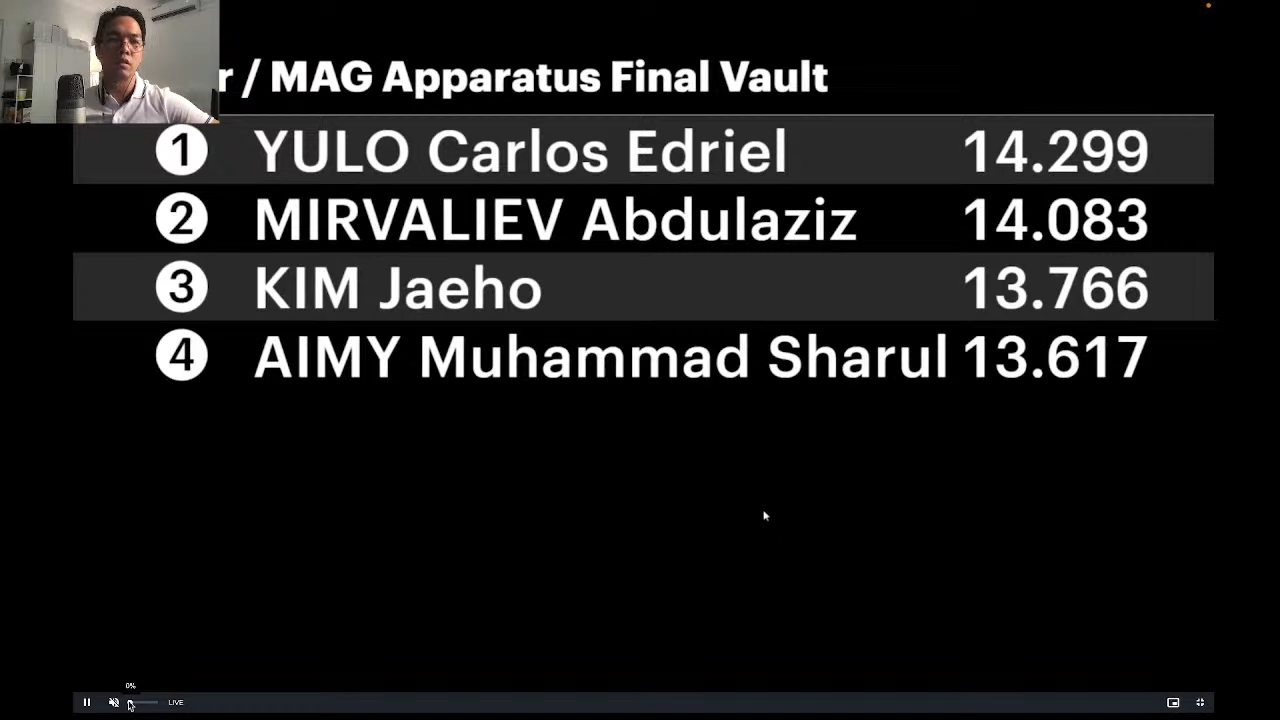 r / MAG Apparatus Final Vault
1 YULO Carlos Edriel 14.299
2 MIRVALIEV Abdulaziz 14.083
3 KIM Jaeho 13.766
4 AIMY Muhammad Sharul 13.617
0%
LIVE